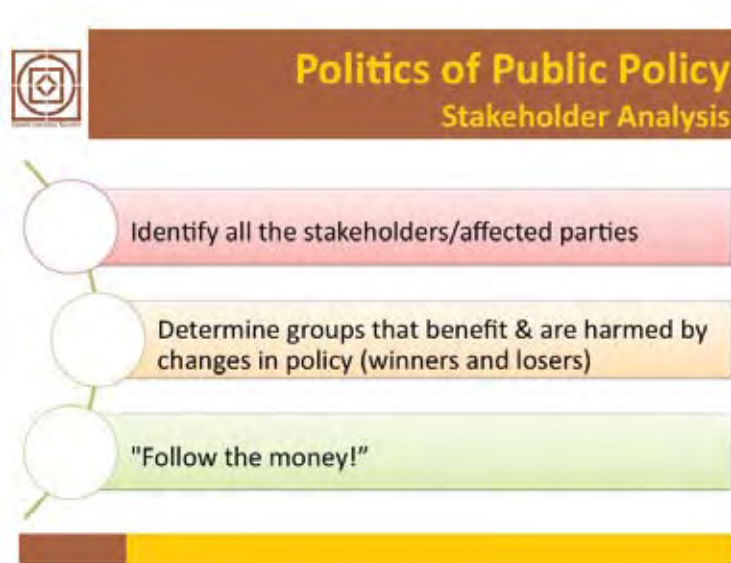 Politics of Public Policy
Stakeholder Analysis
Identify all the stakeholders/affected parties
Determine groups that benefit & are harmed by
changes in policy (winners and losers)
"Follow the money!”